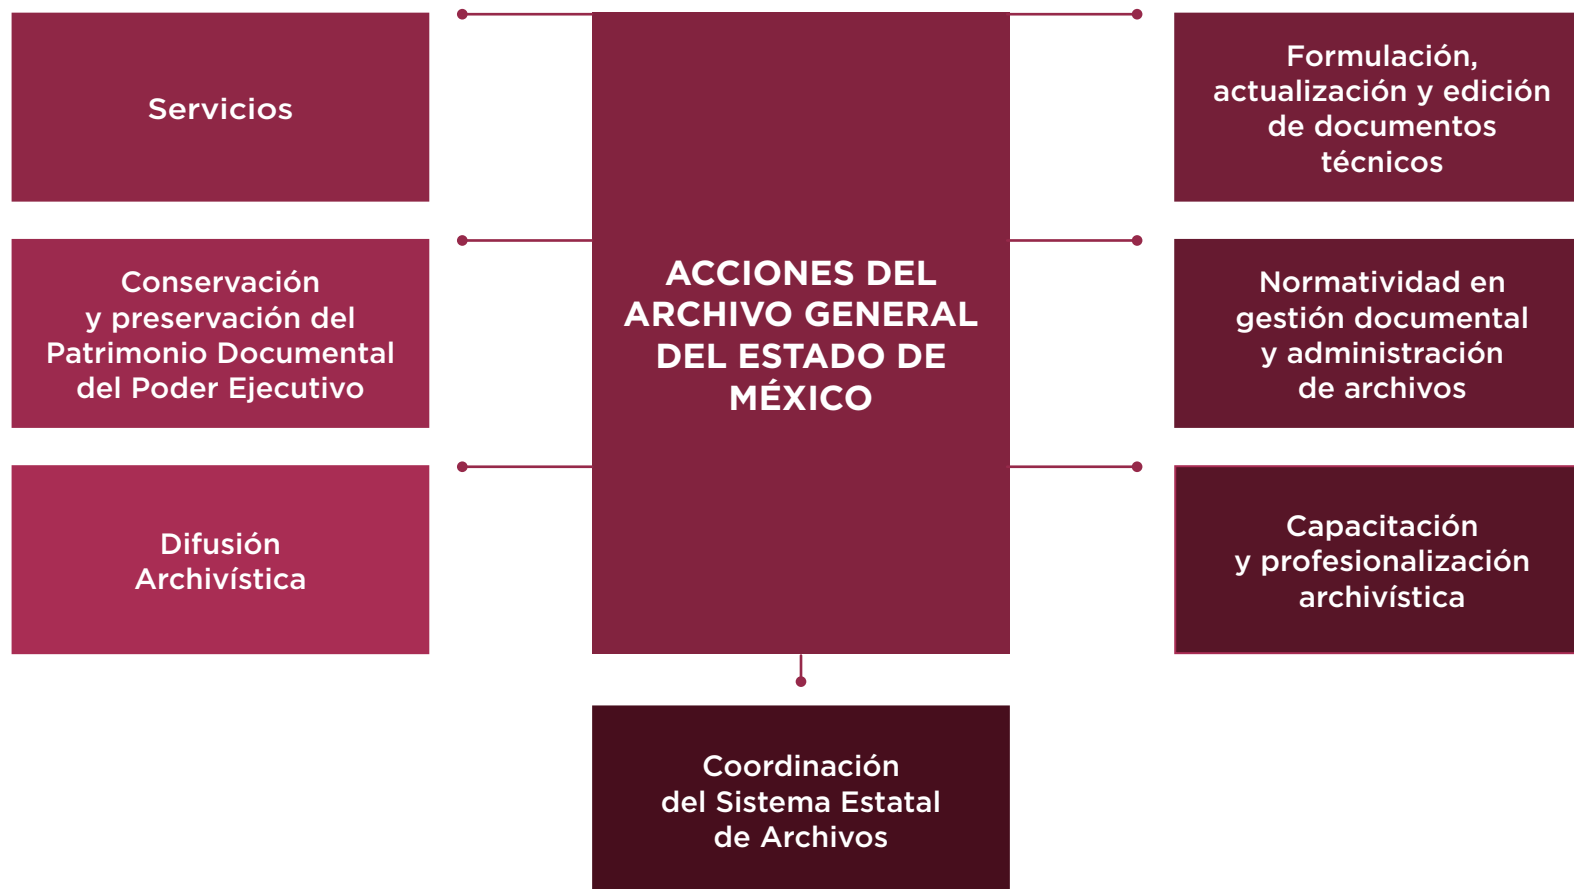 Servicios
Conservación
y preservación del
Patrimonio Documental
del Poder Ejecutivo
Difusión
Archivística
ACCIONES DEL
ARCHIVO GENERAL
DEL ESTADO DE
MÉXICO
Formulación,
actualización y edición
de documentos
técnicos
Normatividad en
gestión documental
y administración
de archivos
Capacitación
y profesionalización
archivística
Coordinación
del Sistema Estatal
de Archivos